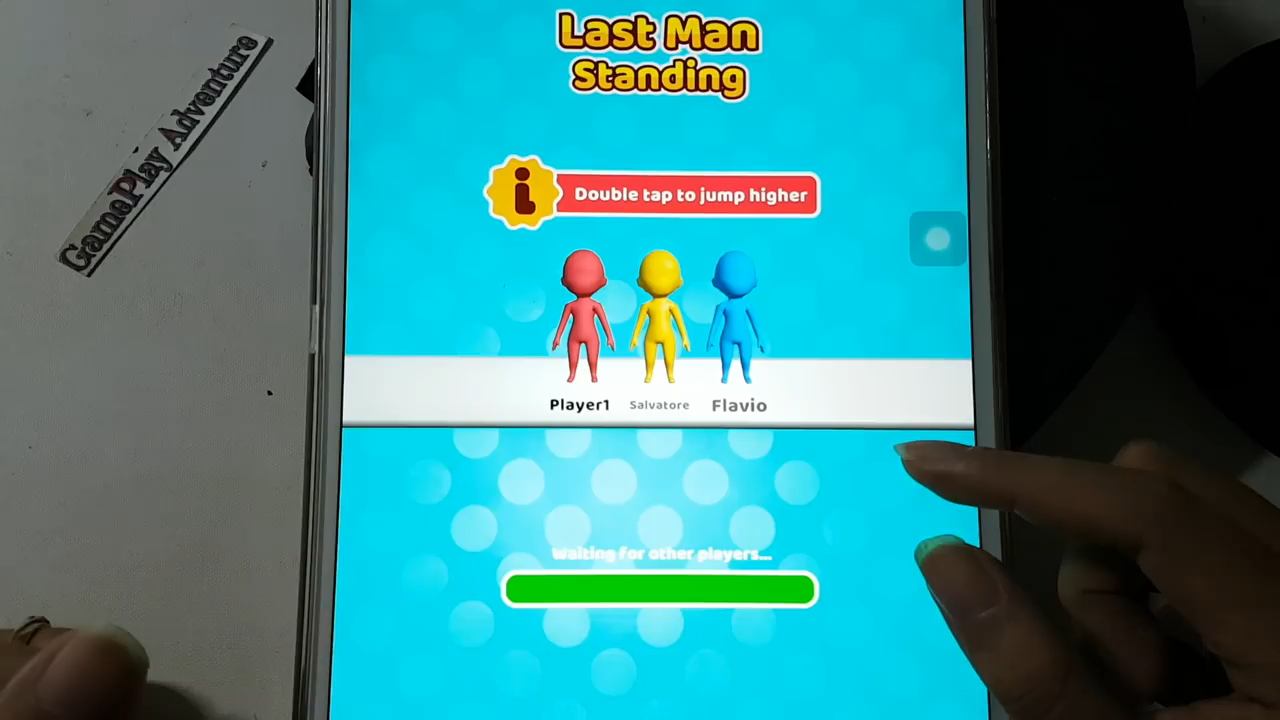 Last Man
Standing
GamePlay Adventure
i
Double tap to jump higher
Player1 Salvatore Flavio
Waiting for other players...